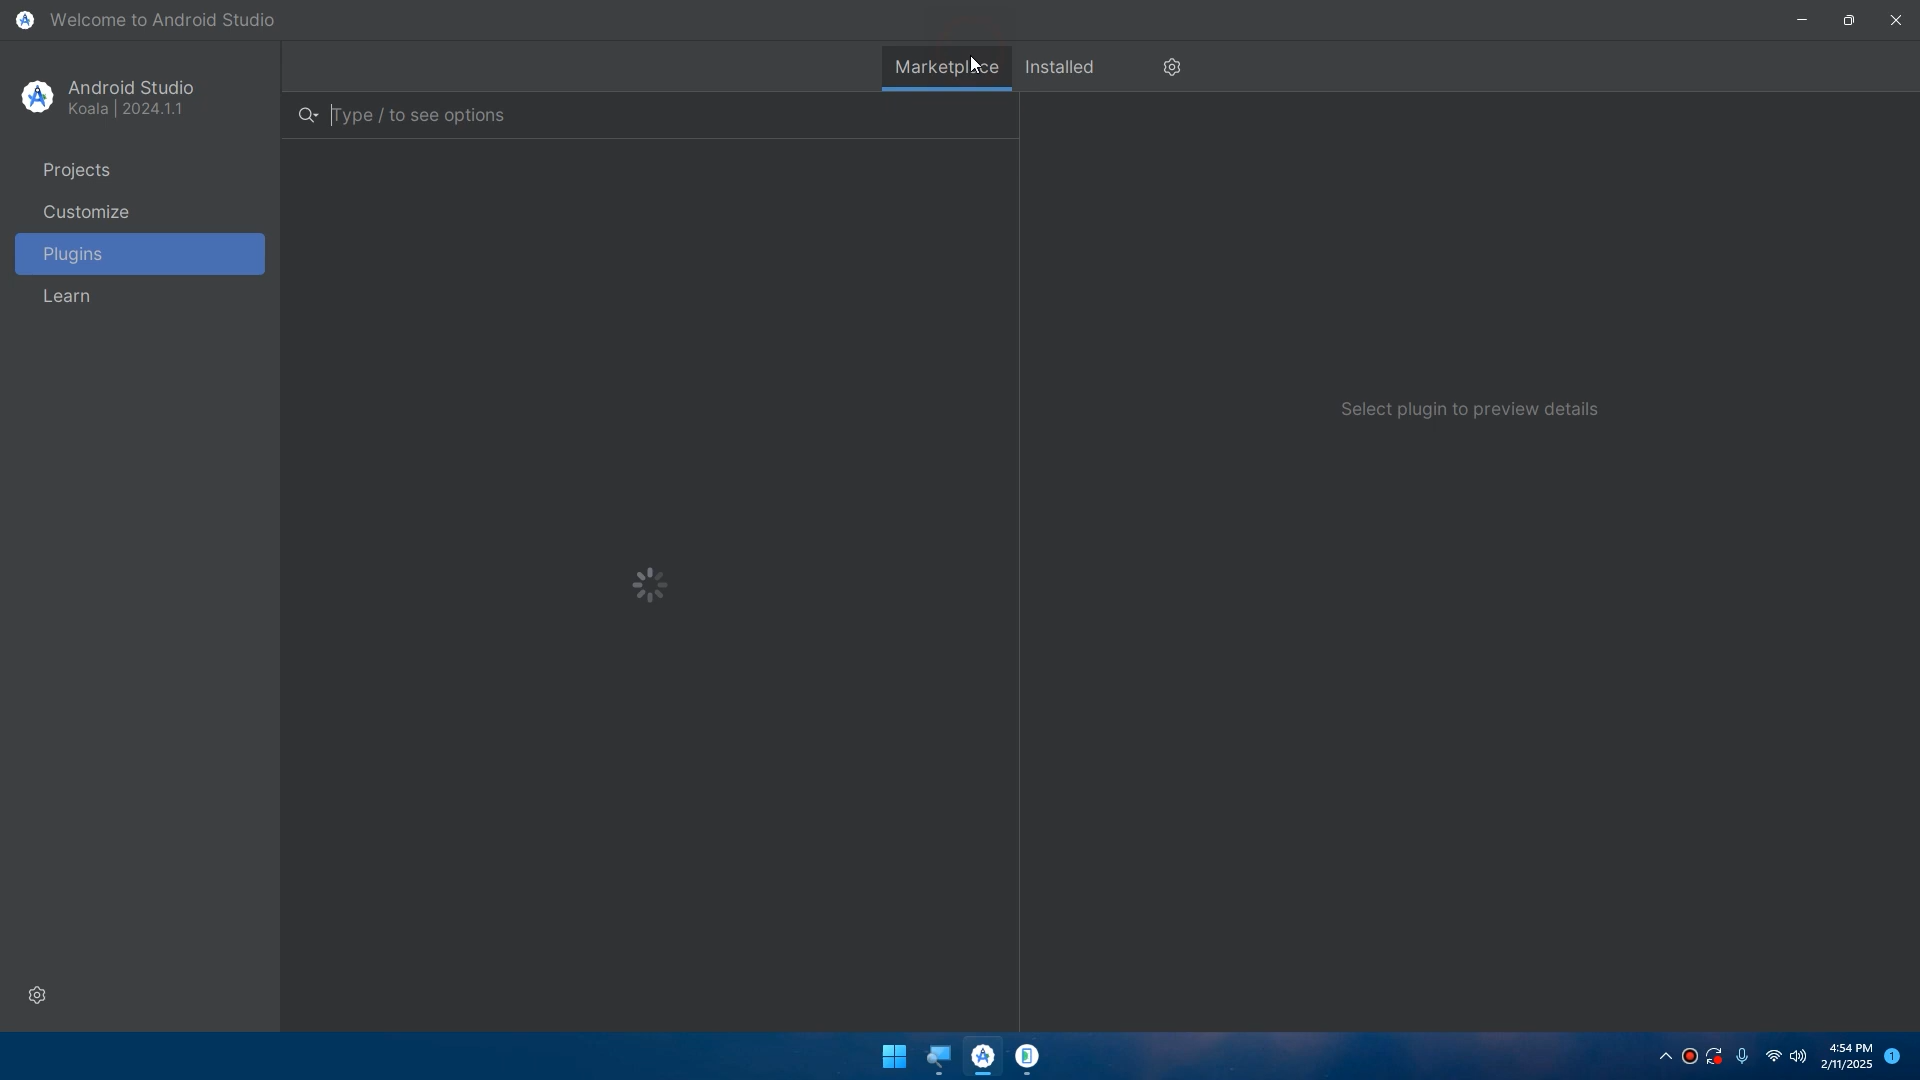 Welcome to Android Studio
Android Studio
Koala | 2024.1.1
Projects
Customize
Plugins
Learn
Marketplace
Installed
Type / to see options
Select plugin to preview details
4:54 PM
2/11/2025
1